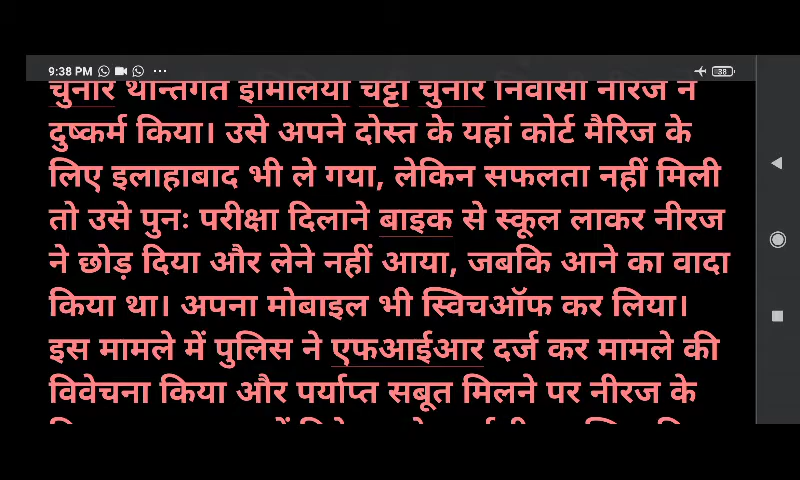 9:38 PM ... 38
चुनार थान्तर्गत इमिलिया चट्टी चुनार निवासी नीरज ने
दुष्कर्म किया। उसे अपने दोस्त के यहां कोर्ट मैरिज के
लिए इलाहाबाद भी ले गया, लेकिन सफलता नहीं मिली
तो उसे पुनः परीक्षा दिलाने बाइक से स्कूल लाकर नीरज
ने छोड़ दिया और लेने नहीं आया, जबकि आने का वादा
किया था। अपना मोबाइल भी स्विचऑफ कर लिया।
इस मामले में पुलिस ने एफआईआर दर्ज कर मामले की
विवेचना किया और पर्याप्त सबूत मिलने पर नीरज के